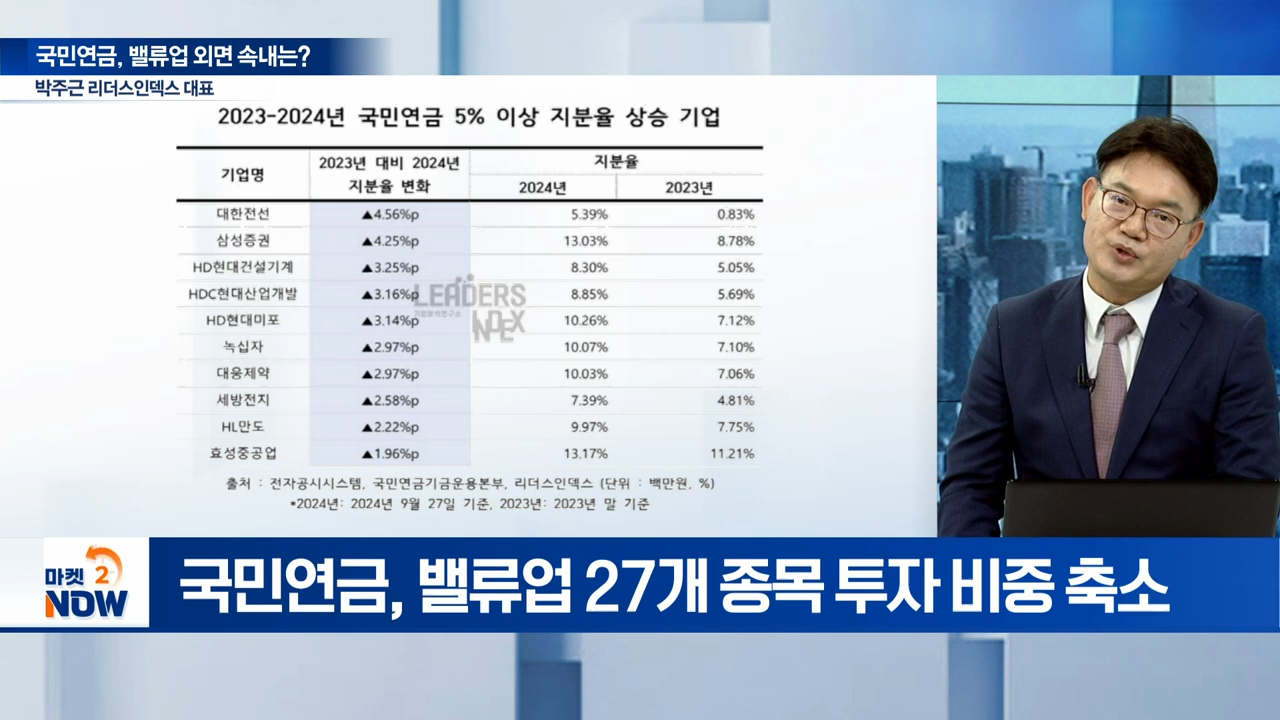 국민연금, 밸류업 외면 속내는?
박주근 리더스인덱스 대표
2023-2024년 국민연금 5% 이상 지분율 상승 기업
기업명 2023년 대비 2024년 지분율 변화 지분율
2024년 2023년
대한전선 ▲4.56%p 5.39% 0.83%
삼성증권 ▲4.25%p 13.03% 8.78%
HD현대건설기계 ▲3.25%p 8.30% 5.05%
HDC현대산업개발 ▲3.16%p 8.85% 5.69%
HD현대미포 ▲3.14%p 10.26% 7.12%
녹십자 ▲2.97%p 10.07% 7.10%
대웅제약 ▲2.97%p 10.03% 7.06%
세방전지 ▲2.58%p 7.39% 4.81%
HL만도 ▲2.22%p 9.97% 7.75%
효성중공업 ▲1.96%p 13.17% 11.21%
LEADERS
기업분석연구소 INDEX
출처 : 전자공시시스템, 국민연금기금운용본부, 리더스인덱스 (단위 : 백만원, %)
*2024년: 2024년 9월 27일 기준, 2023년: 2023년 말 기준
마켓 2
NOW
국민연금, 밸류업 27개 종목 투자 비중 축소